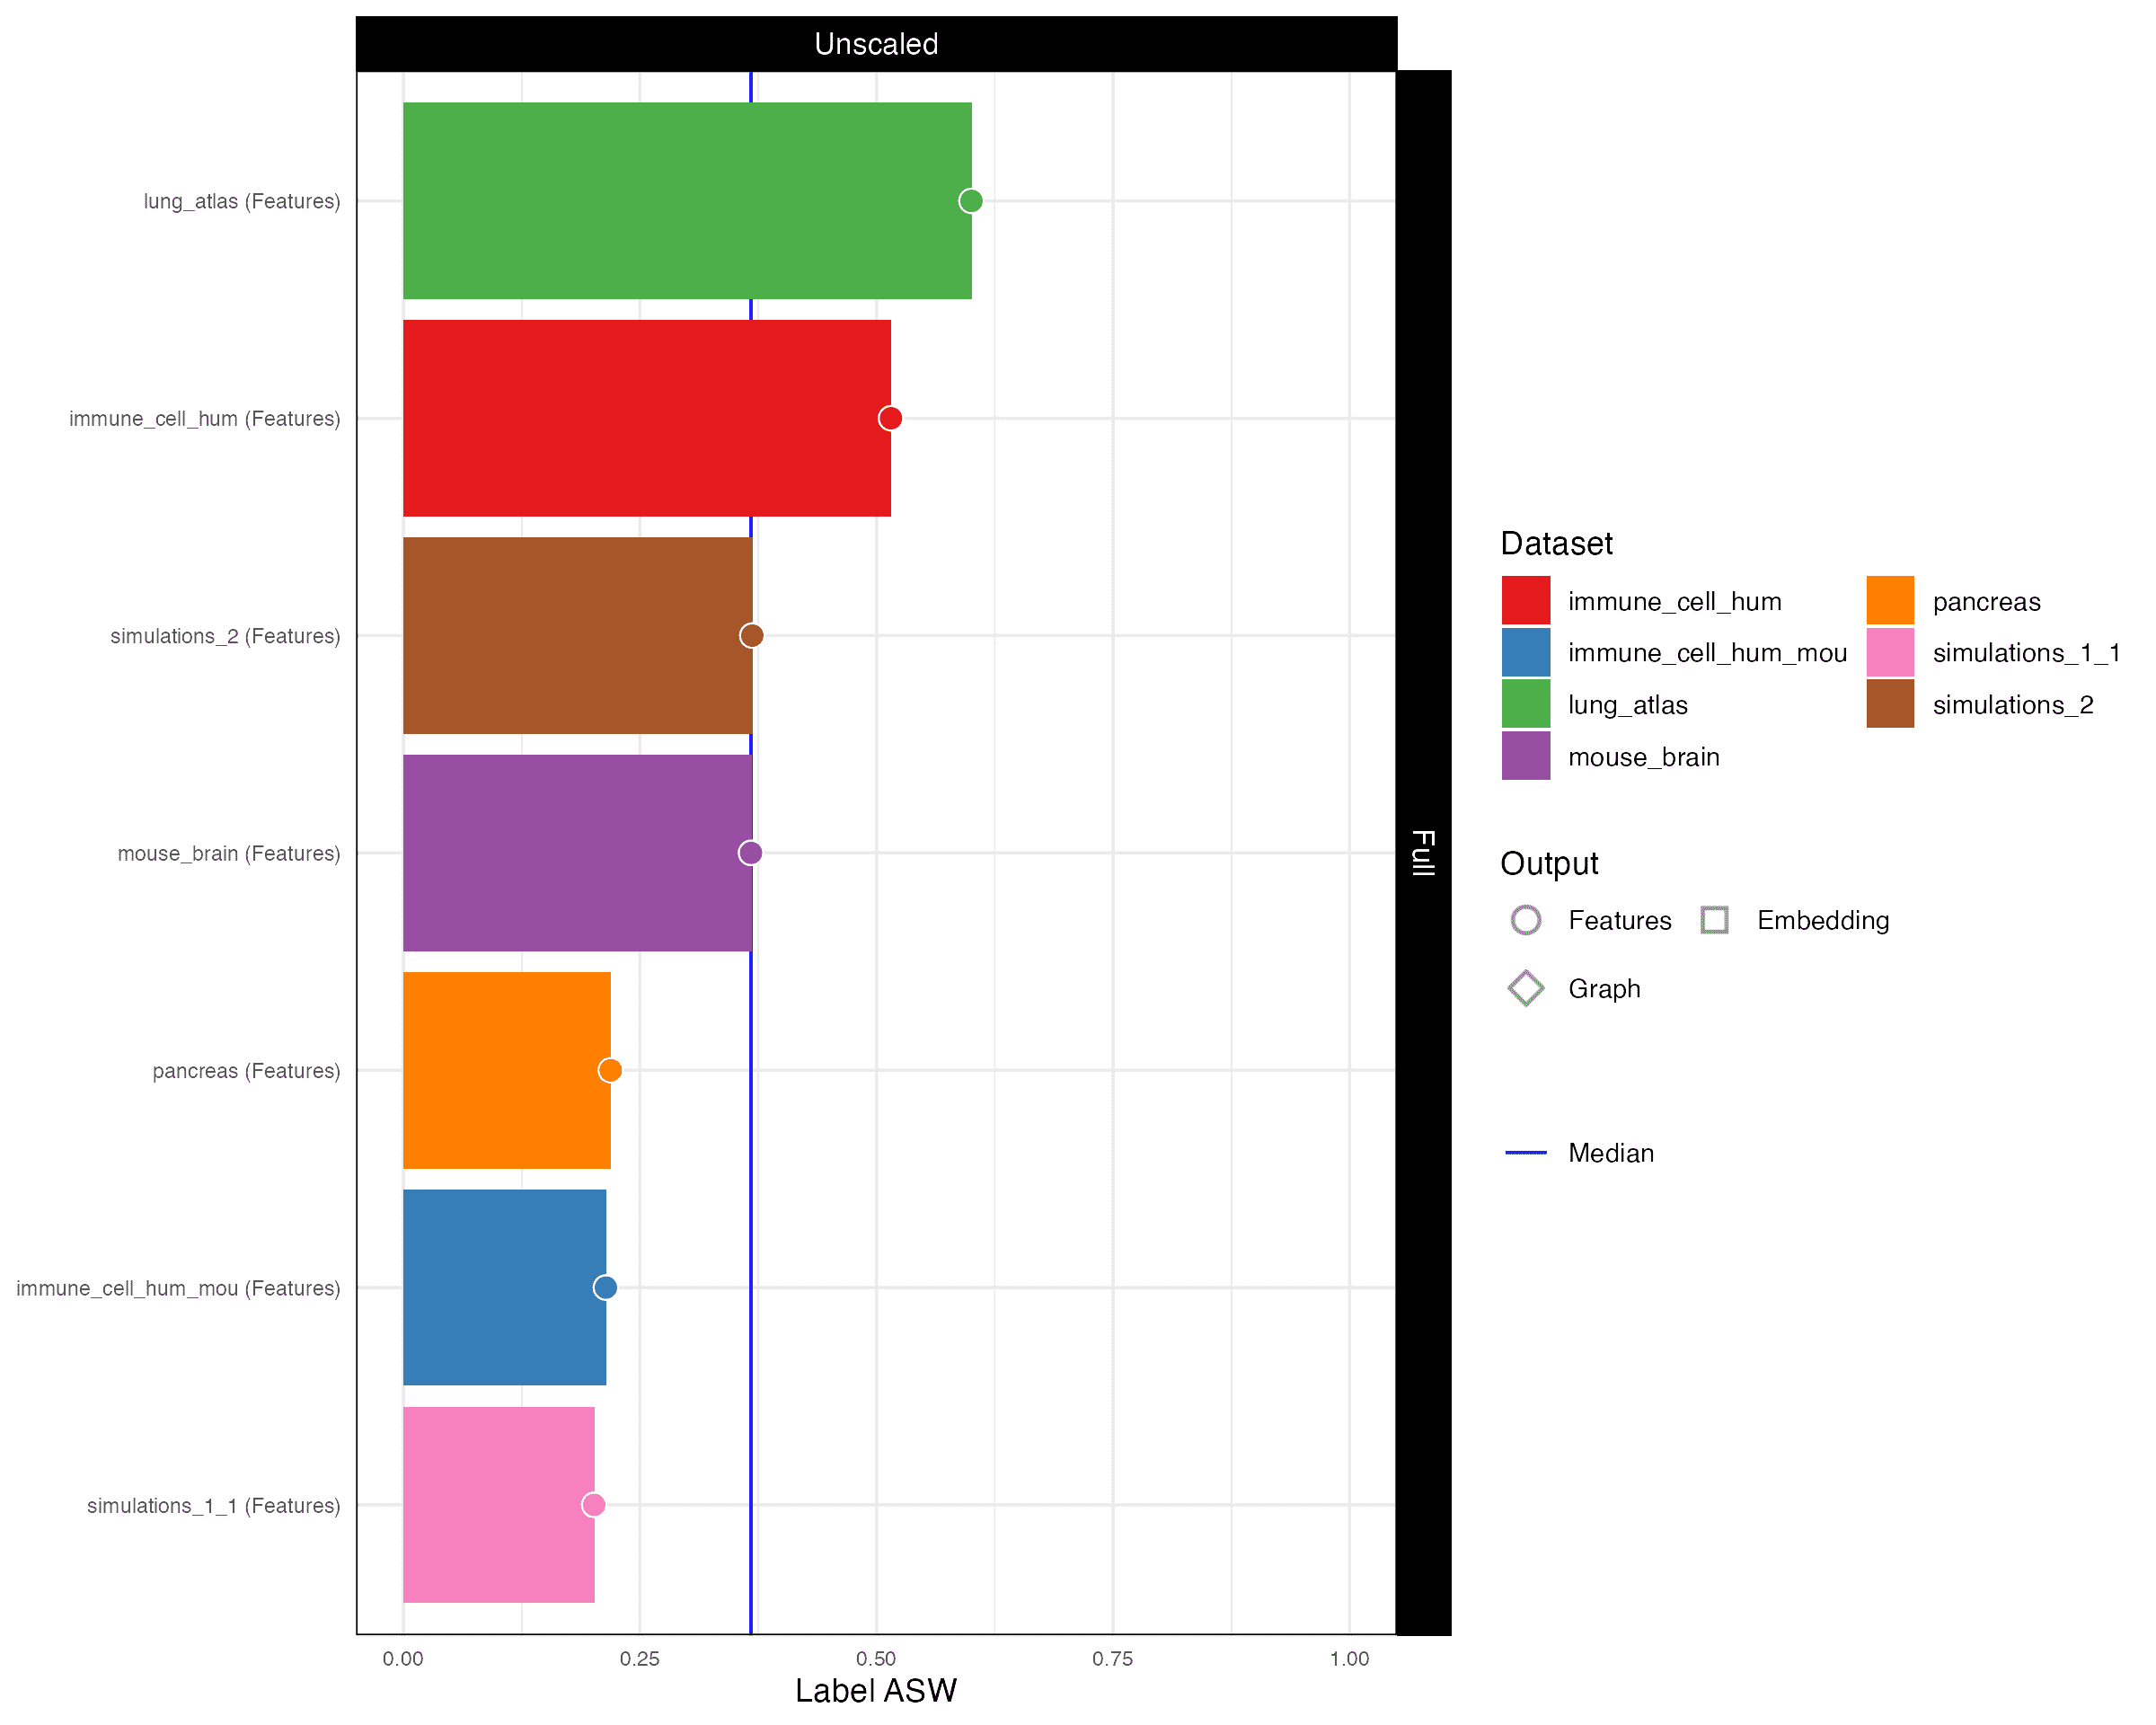 Unscaled
lung_atlas (Features)
immune_cell_hum (Features)
simulations_2 (Features)
mouse_brain (Features)
pancreas (Features)
immune_cell_hum_mou (Features)
simulations_1_1 (Features)
0.00 0.25 0.50 0.75 1.00
Label ASW
Full
Dataset
immune_cell_hum pancreas
immune_cell_hum_mou simulations_1_1
lung_atlas simulations_2
mouse_brain
Output
Features Embedding
Graph
Median